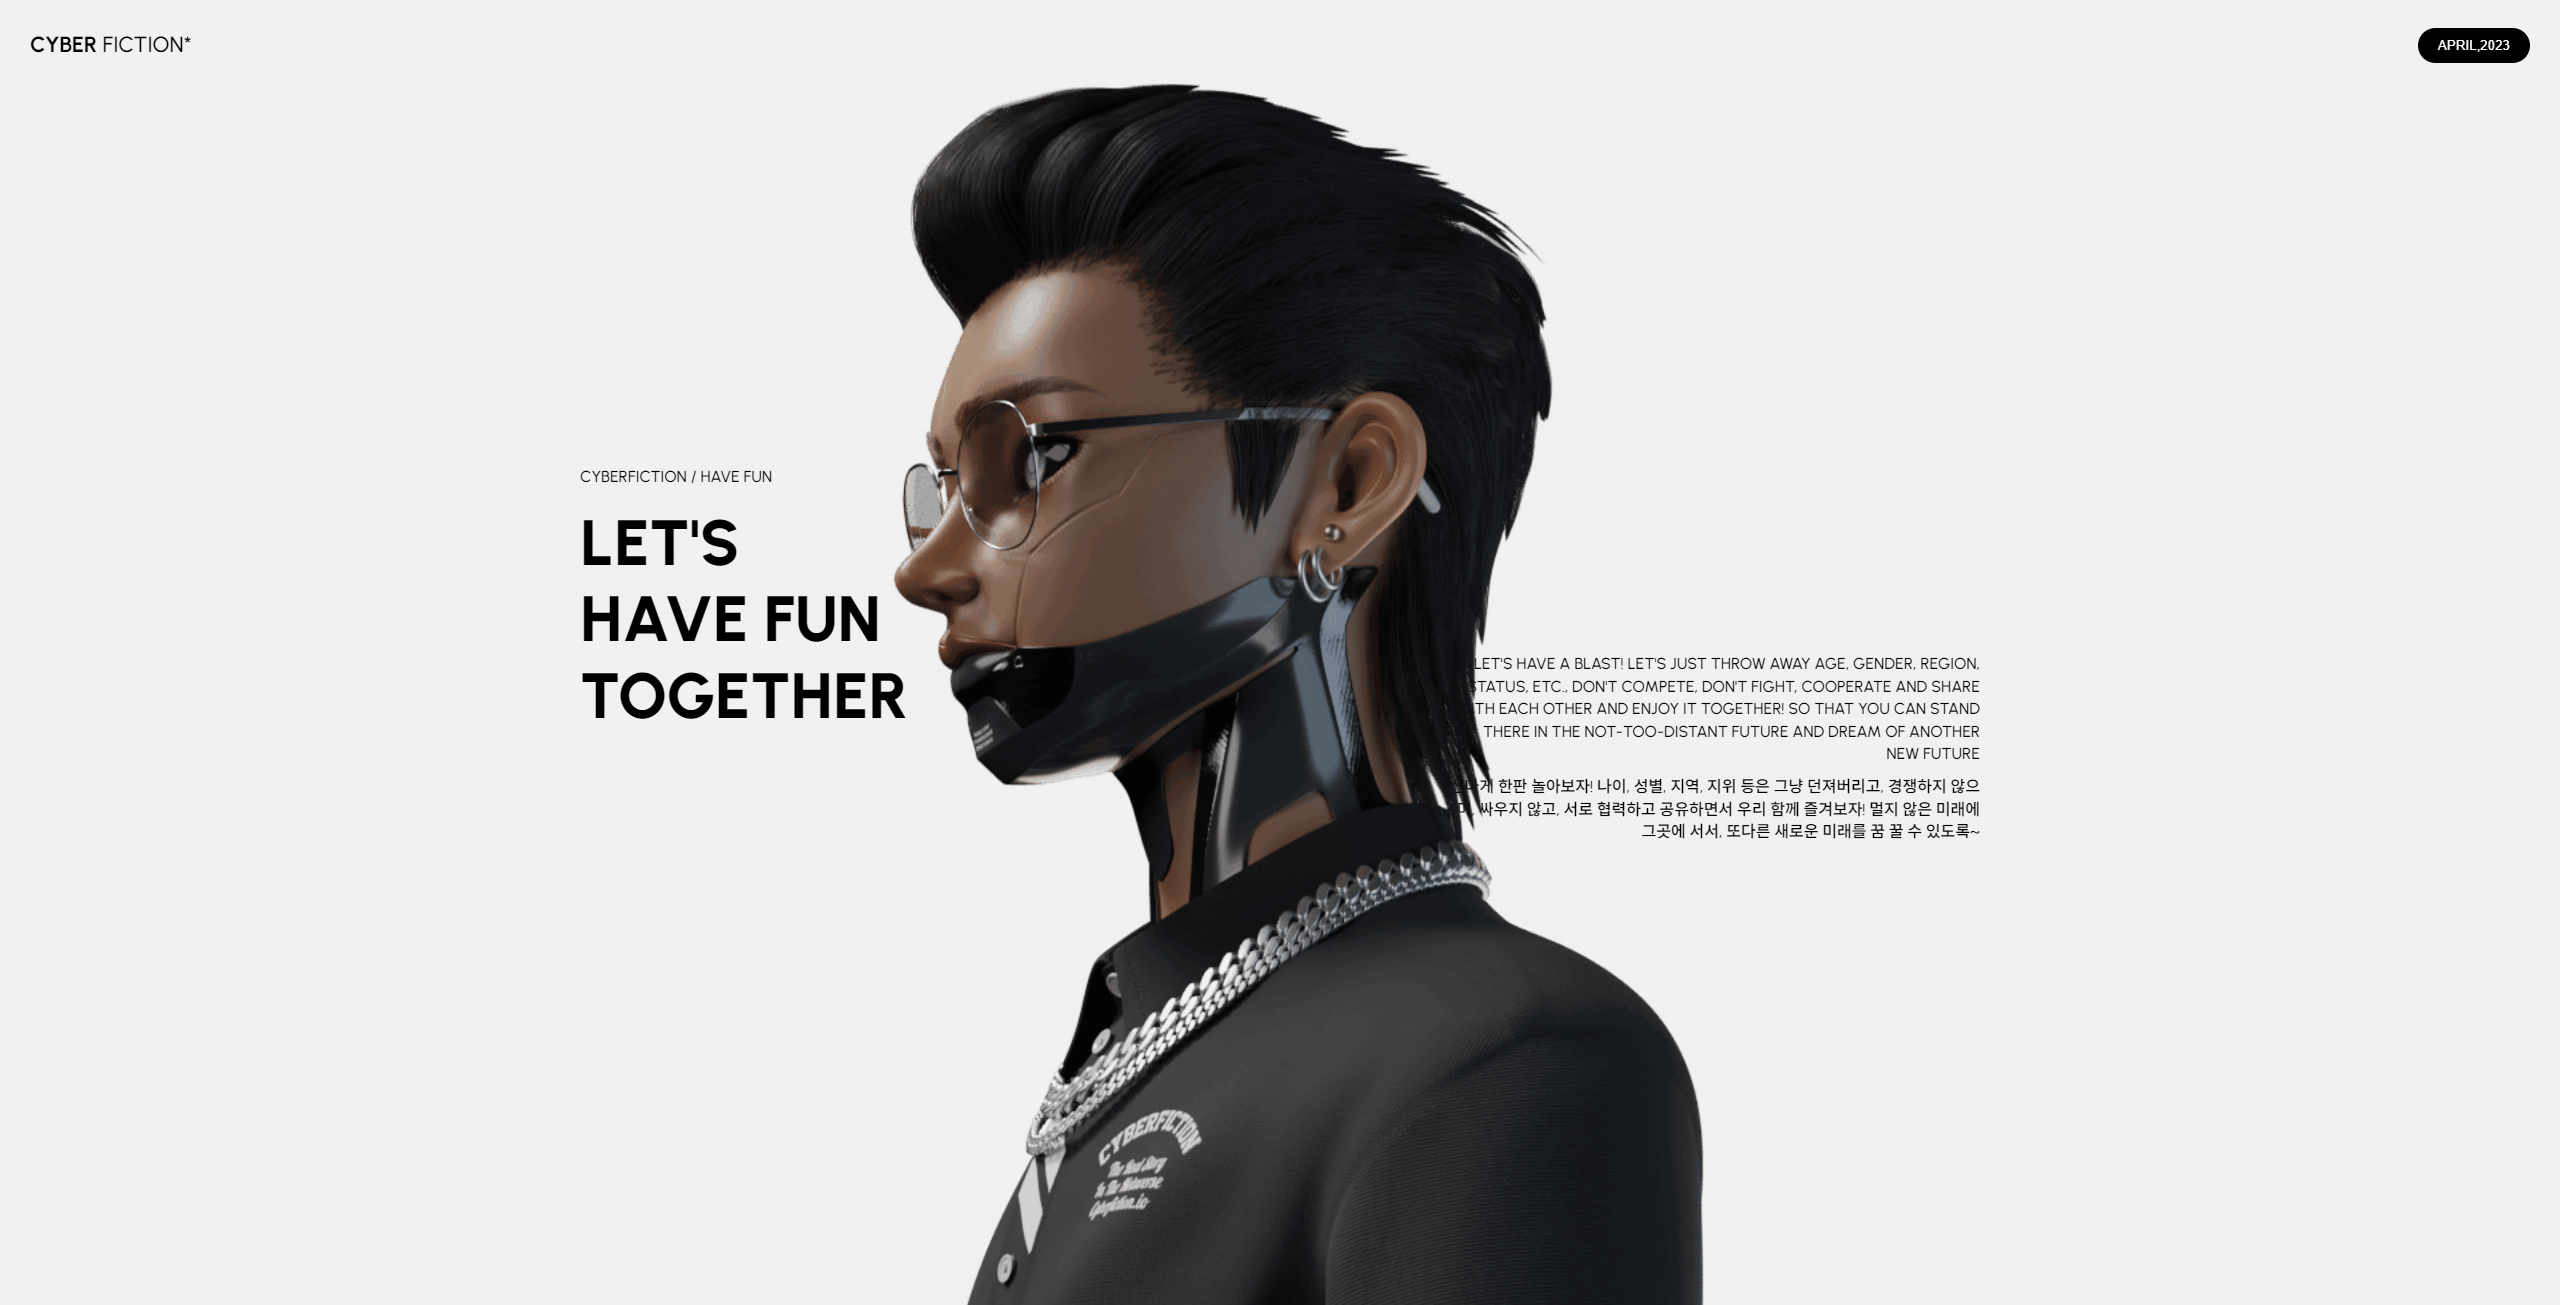 CYBER FICTION*
APRIL,2023
CYBERFICTION / HAVE FUN
LET'S
HAVE FUN
TOGETHER
LET'S HAVE A BLAST! LET'S JUST THROW AWAY AGE, GENDER, REGION,
STATUS, ETC., DON'T COMPETE, DON'T FIGHT, COOPERATE AND SHARE
EACH OTHER AND ENJOY IT TOGETHER! SO THAT YOU CAN STAND
THERE IN THE NOT-TOO-DISTANT FUTURE AND DREAM OF ANOTHER
NEW FUTURE
한판 놀아보자! 나이, 성별, 지역, 지위 등은 그냥 던져버리고, 경쟁하지 않으
며, 싸우지 않고, 서로 협력하고 공유하면서 우리 함께 즐겨보자! 멀지 않은 미래에
그곳에 서서, 또다른 새로운 미래를 꿈 꿀 수 있도록~
CYBERFICTION
The Real Story
In The Metaverse
Cyberfiction.io